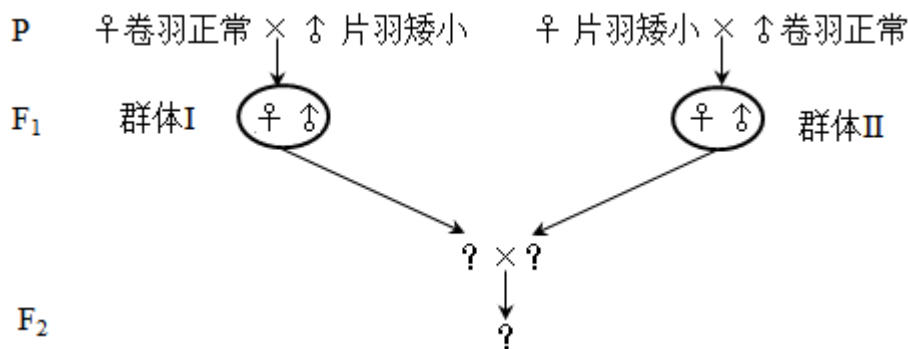 P ♀卷羽正常 × ♂片羽矮小 ♀片羽矮小 × ♂卷羽正常
F₁ 群体I ♀ ♂ ♀ ♂ 群体II
? × ?
F₂ ?